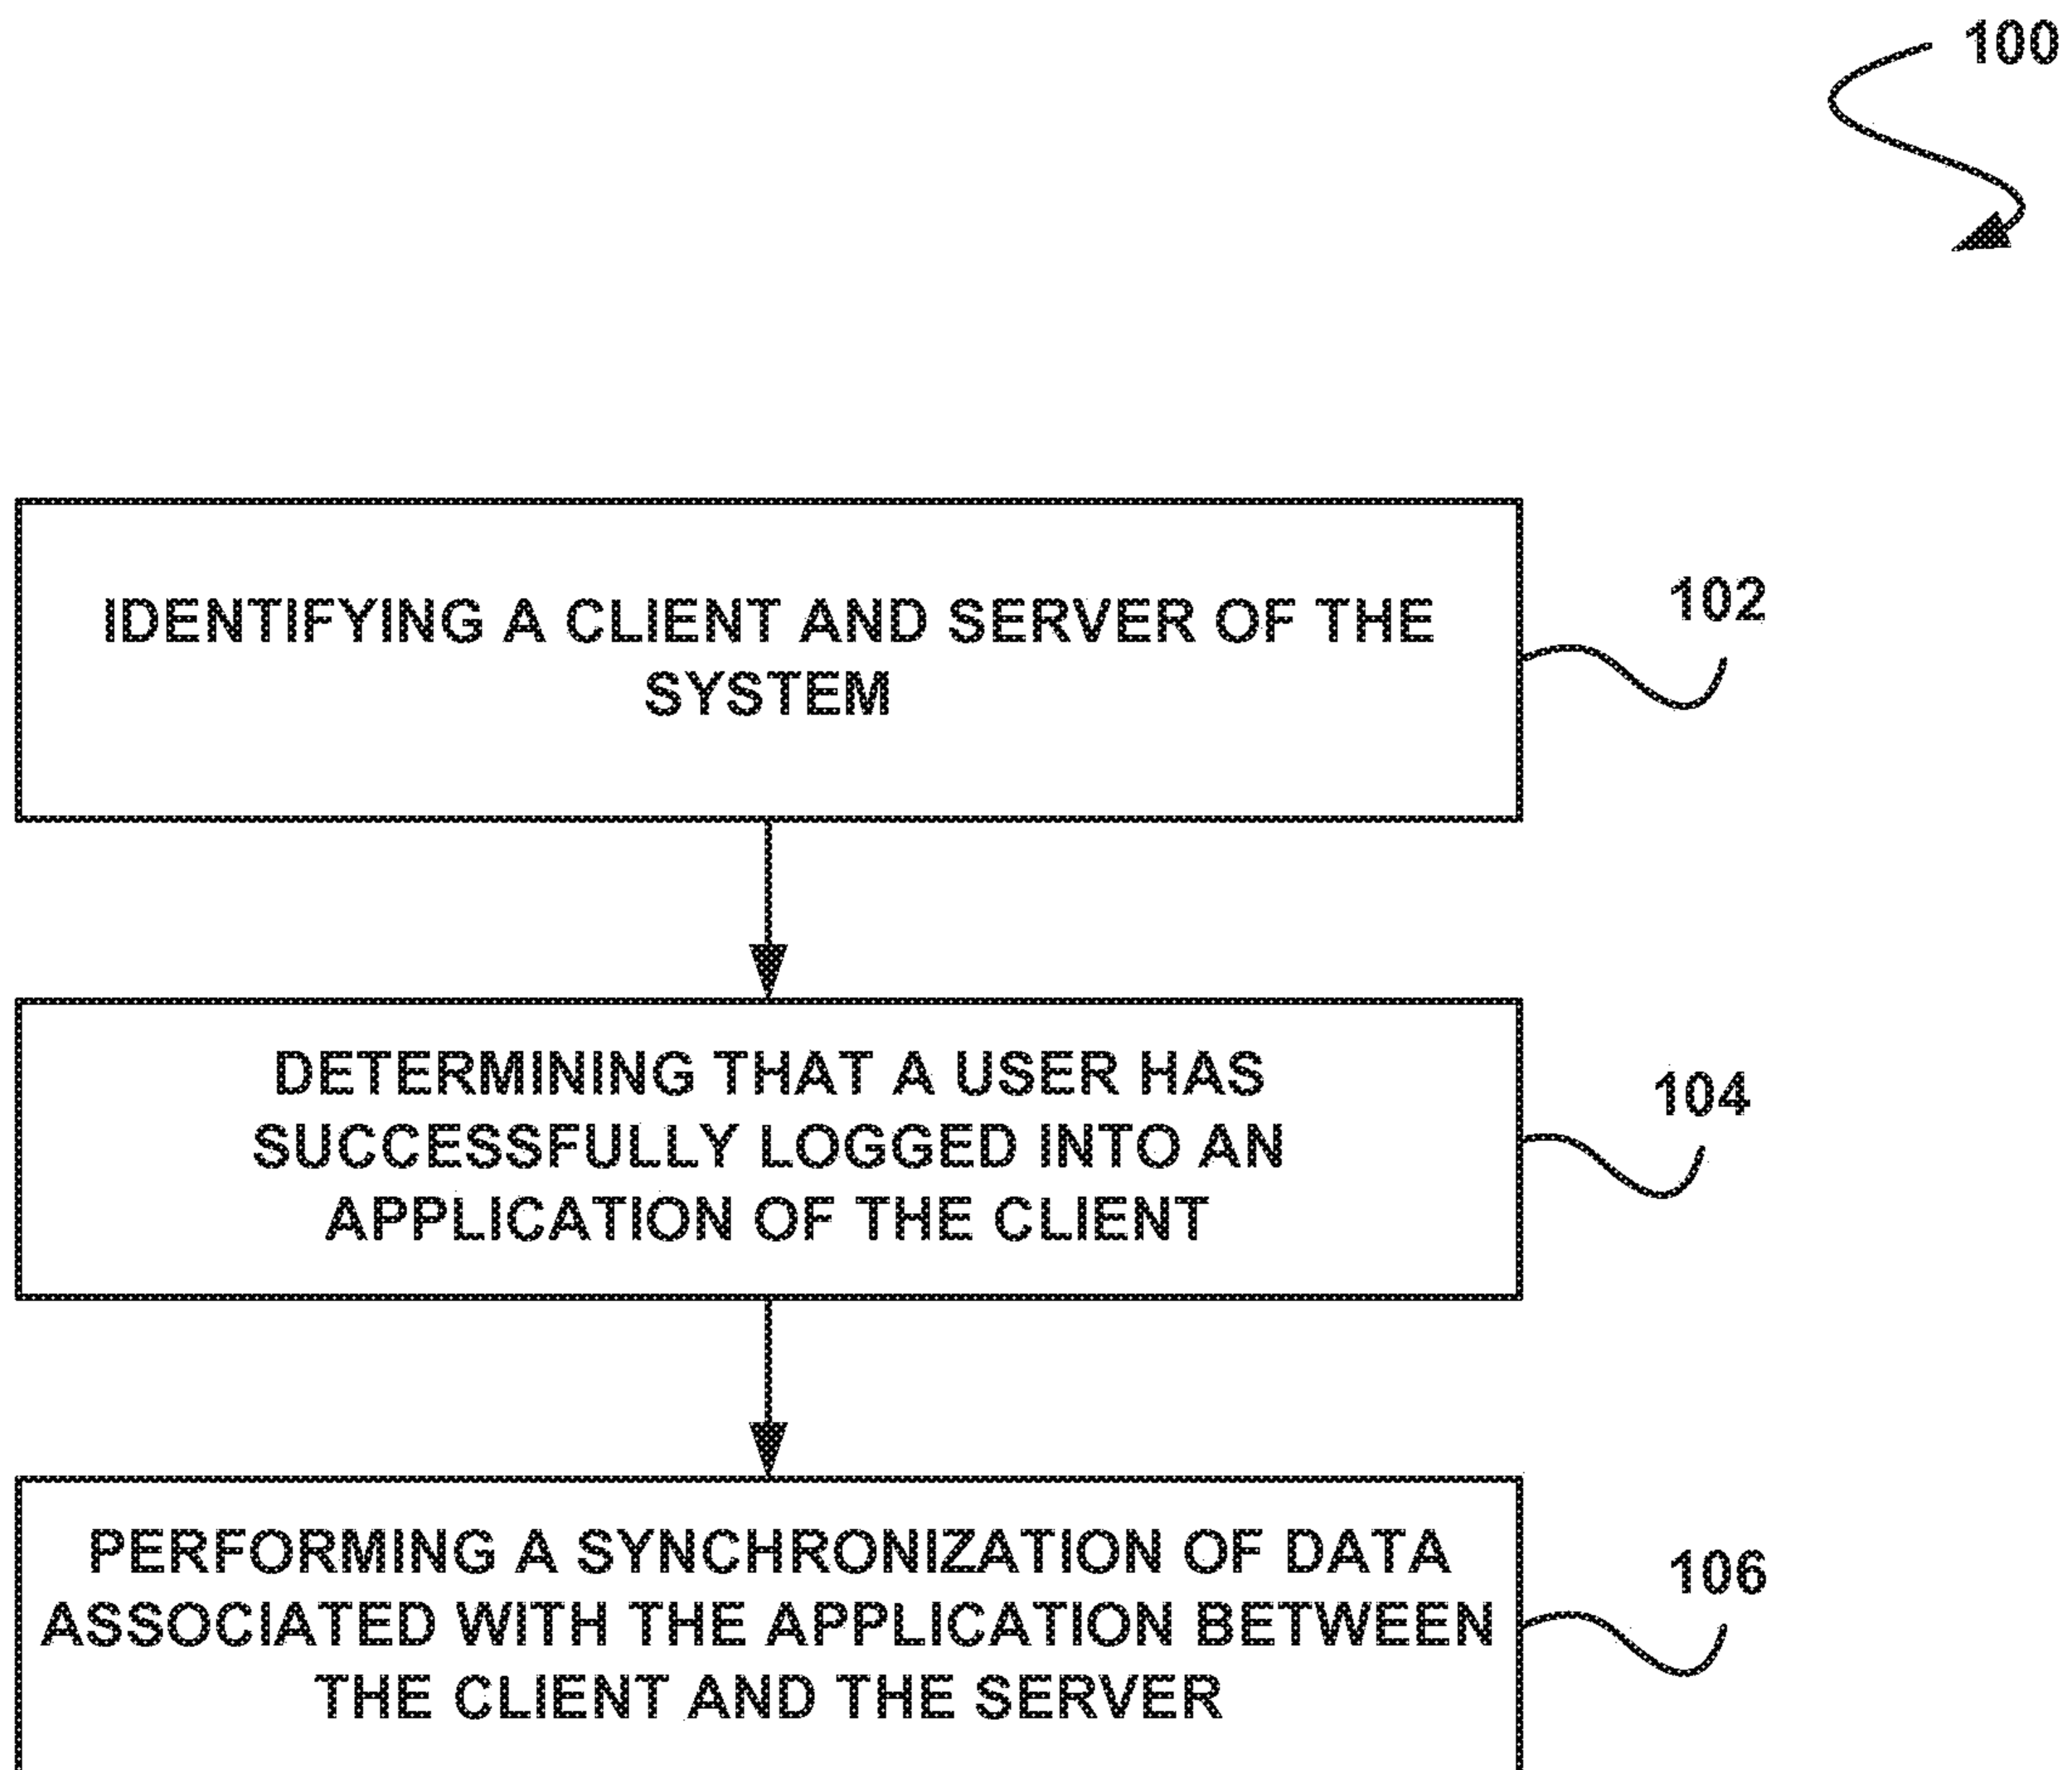 100
IDENTIFYING A CLIENT AND SERVER OF THE
SYSTEM
102
DETERMINING THAT A USER HAS
SUCCESSFULLY LOGGED INTO AN
APPLICATION OF THE CLIENT
104
PERFORMING A SYNCHRONIZATION OF DATA
ASSOCIATED WITH THE APPLICATION BETWEEN
THE CLIENT AND THE SERVER
106